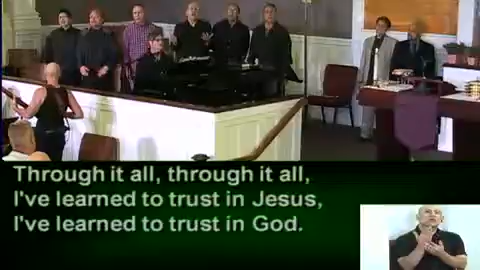 Through it all, through it all,
I've learned to trust in Jesus,
I've learned to trust in God.